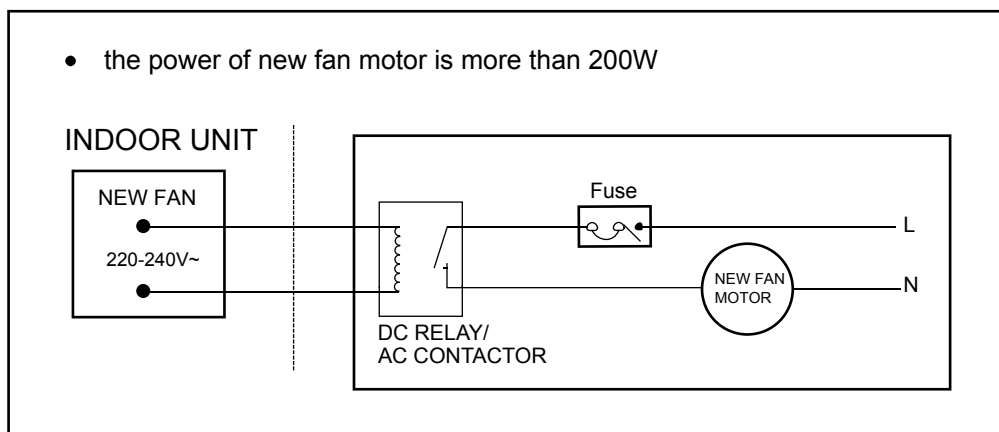 • the power of new fan motor is more than 200W
INDOOR UNIT
NEW FAN
220-240V~
Fuse
L
NEW FAN
MOTOR
N
DC RELAY/
AC CONTACTOR